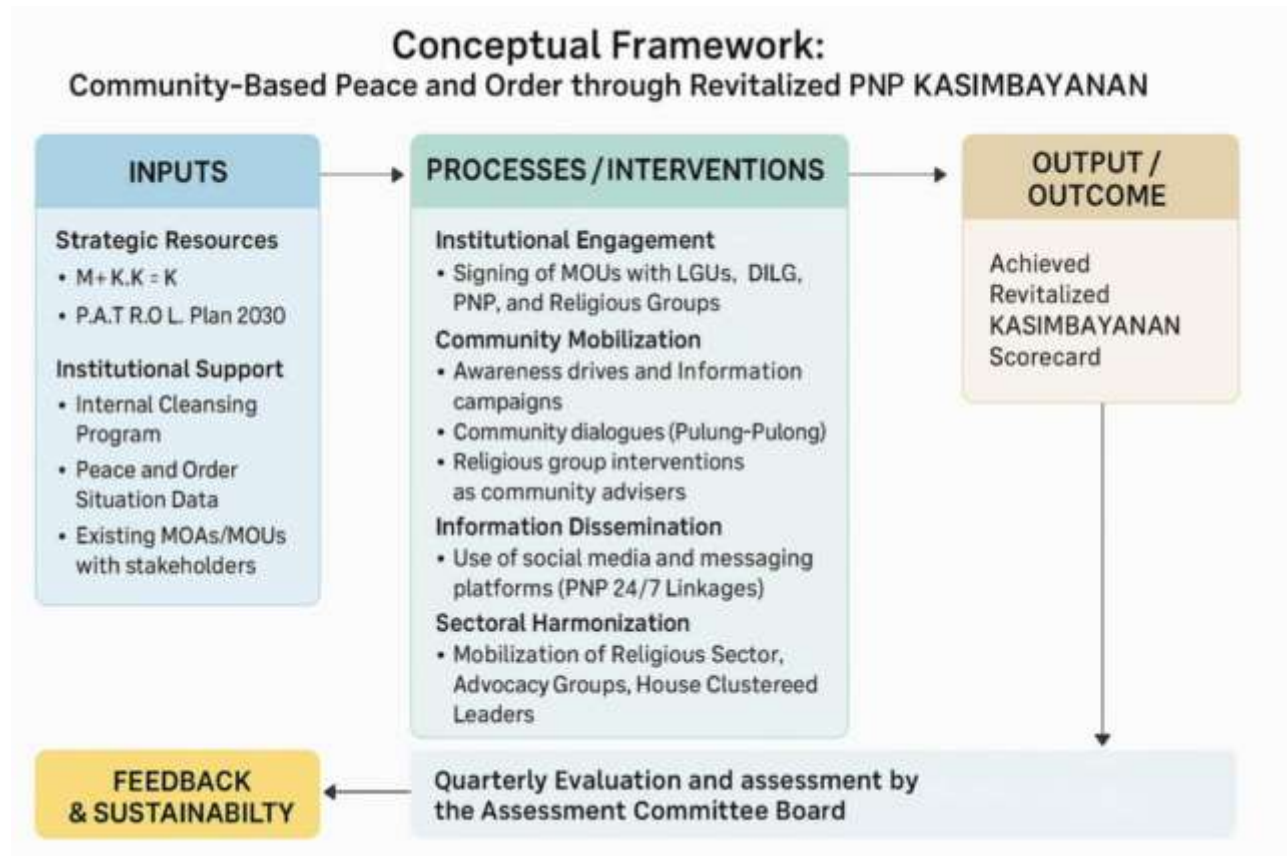 Conceptual Framework:
Community-Based Peace and Order through Revitalized PNP KASIMBAYANAN
INPUTS
Strategic Resources
• M+ K.K = K
• P.A.T R.O L. Plan 2030
Institutional Support
• Internal Cleansing
Program
• Peace and Order
Situation Data
• Existing MOAs/MOUs
with stakeholders
PROCESSES / INTERVENTIONS
Institutional Engagement
• Signing of MOUs with LGUs, DILG,
PNP, and Religious Groups
Community Mobilization
• Awareness drives and Information
campaigns
• Community dialogues (Pulung-Pulong)
• Religious group interventions
as community advisers
Information Dissemination
• Use of social media and messaging
platforms (PNP 24/7 Linkages)
Sectoral Harmonization
• Mobilization of Religious Sector,
Advocacy Groups, House Clustereed
Leaders
OUTPUT /
OUTCOME
Achieved
Revitalized
KASIMBAYANAN
Scorecard
Quarterly Evaluation and assessment by
the Assessment Committee Board
FEEDBACK
& SUSTAINABILTY